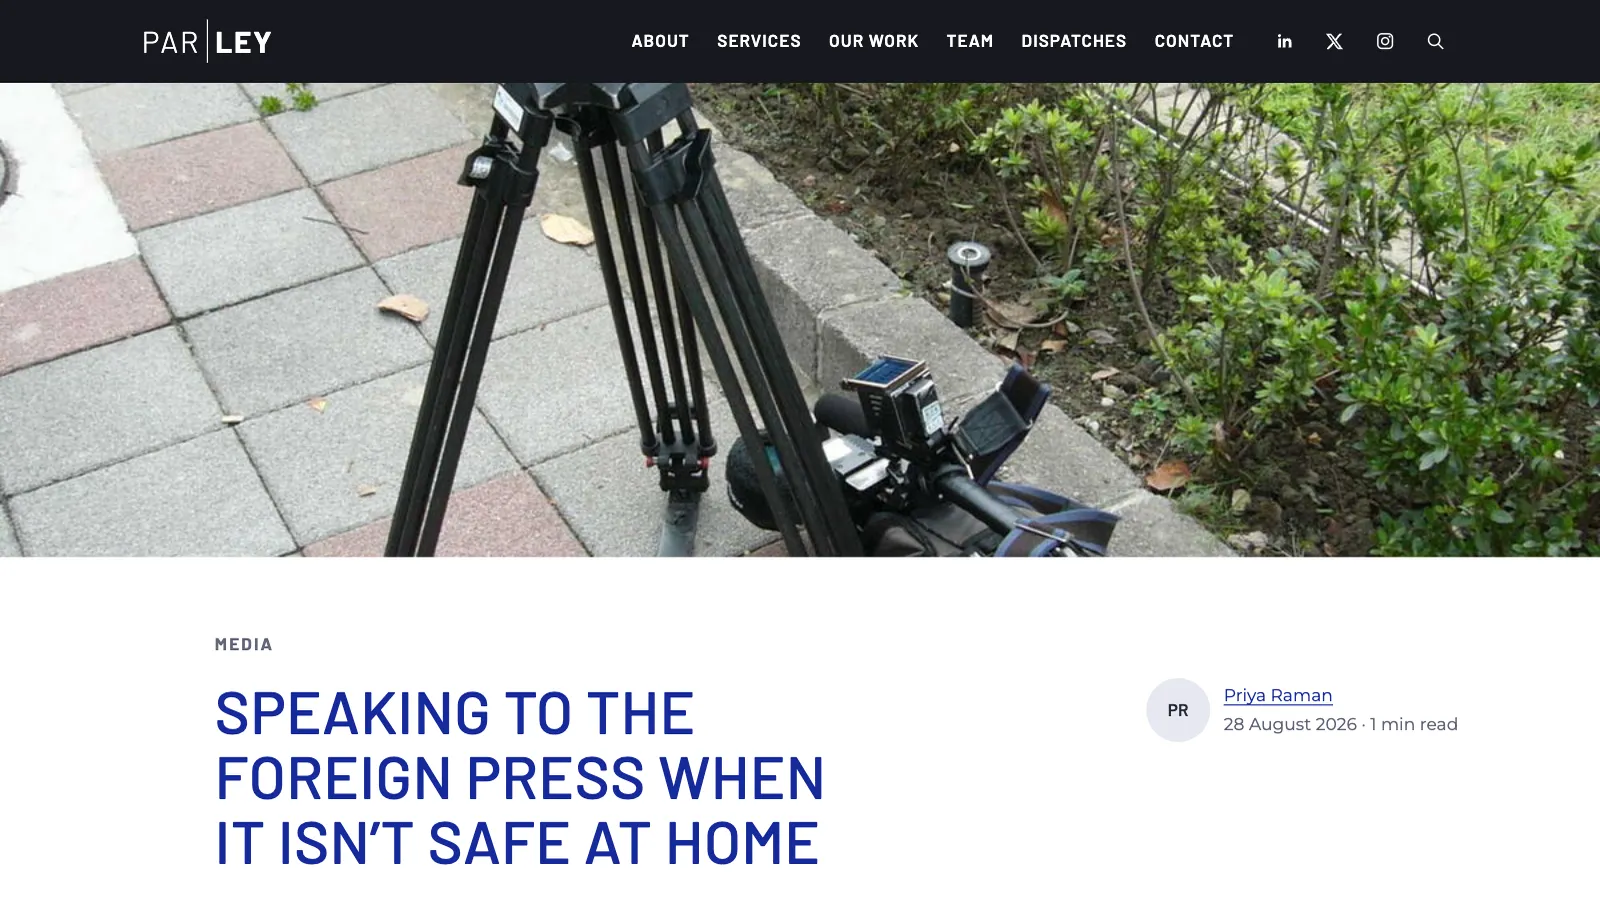 PAR|LEY
ABOUT SERVICES OUR WORK TEAM DISPATCHES CONTACT
MEDIA
SPEAKING TO THE
FOREIGN PRESS WHEN
IT ISN’T SAFE AT HOME
PR
Priya Raman
28 August 2026 · 1 min read